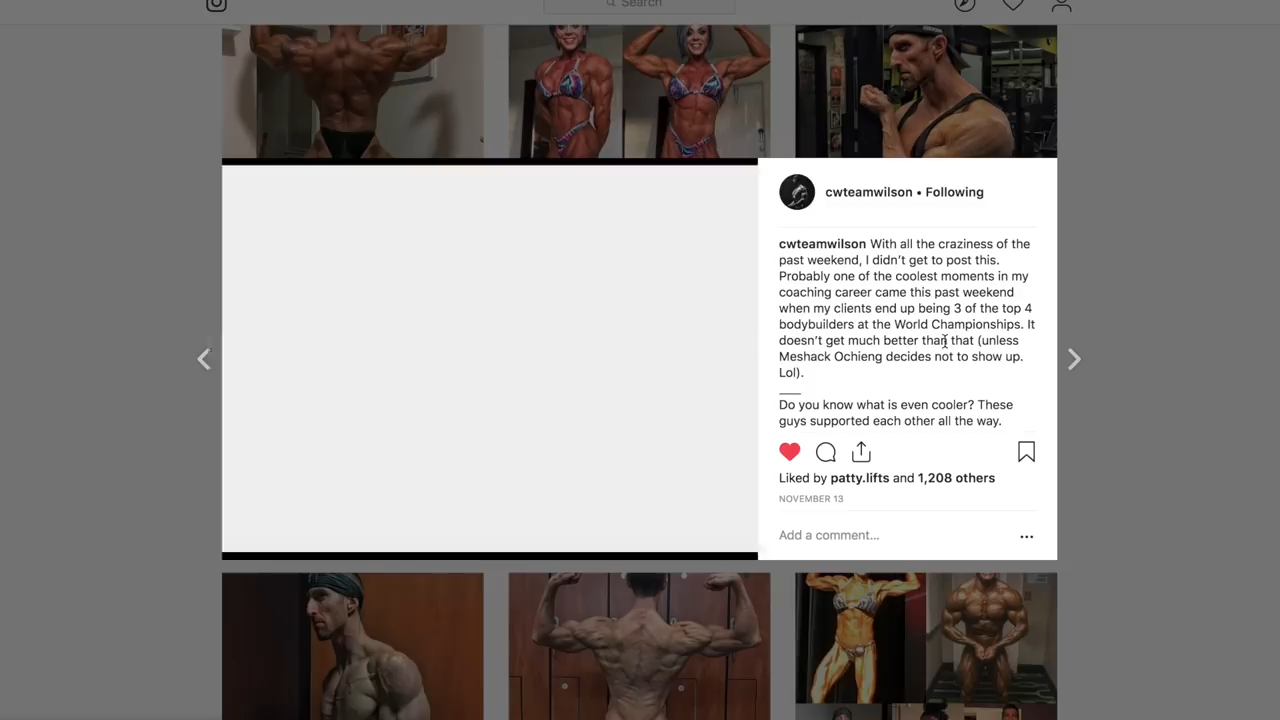 Search
cwteamwilson • Following
cwteamwilson With all the craziness of the
past weekend, I didn’t get to post this.
Probably one of the coolest moments in my
coaching career came this past weekend
when my clients end up being 3 of the top 4
bodybuilders at the World Championships. It
doesn’t get much better than that (unless
Meshack Ochieng decides not to show up.
Lol).
___
Do you know what is even cooler? These
guys supported each other all the way.
Liked by patty.lifts and 1,208 others
NOVEMBER 13
Add a comment...